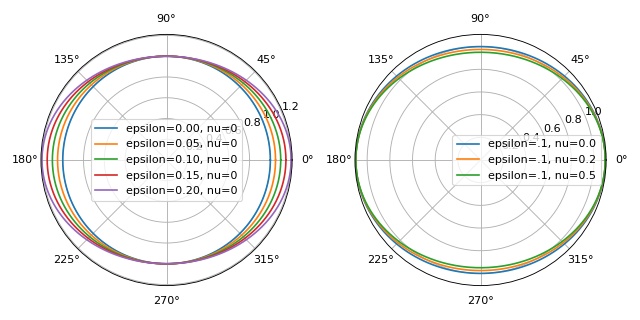 90°
135°
45°
180°
0°
225°
315°
270°
0.8
1.0
1.2
epsilon=0.00, nu=0
epsilon=0.05, nu=0
epsilon=0.10, nu=0
epsilon=0.15, nu=0
epsilon=0.20, nu=0
90°
135°
45°
180°
0°
225°
315°
270°
0.4
0.6
0.8
1.0
epsilon=.1, nu=0.0
epsilon=.1, nu=0.2
epsilon=.1, nu=0.5